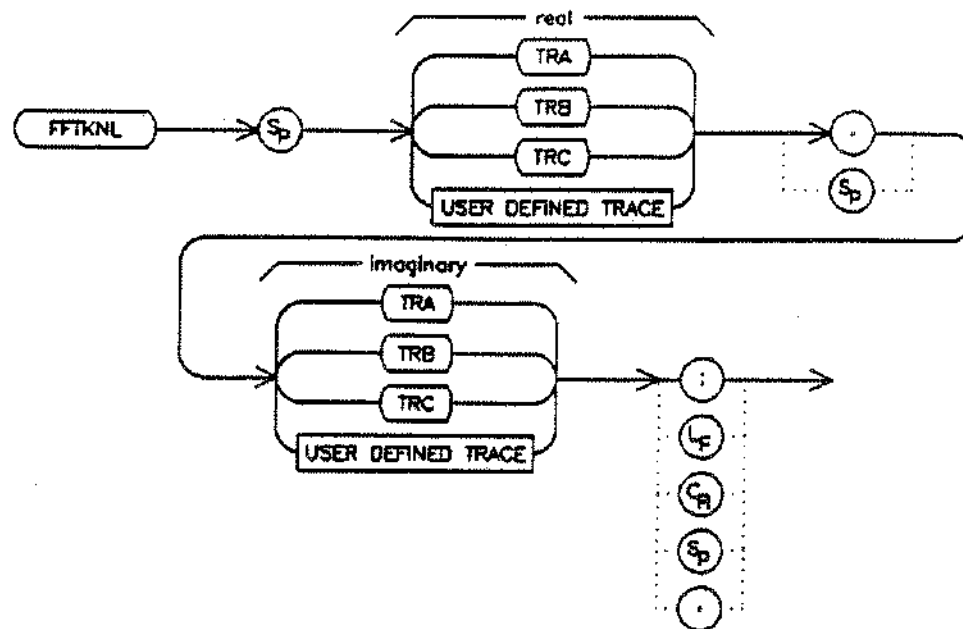 real
TRA
TRB
TRC
USER DEFINED TRACE
FFTKNL
SP
SP
imaginary
TRA
TRB
TRC
USER DEFINED TRACE
;
LF
CR
SP